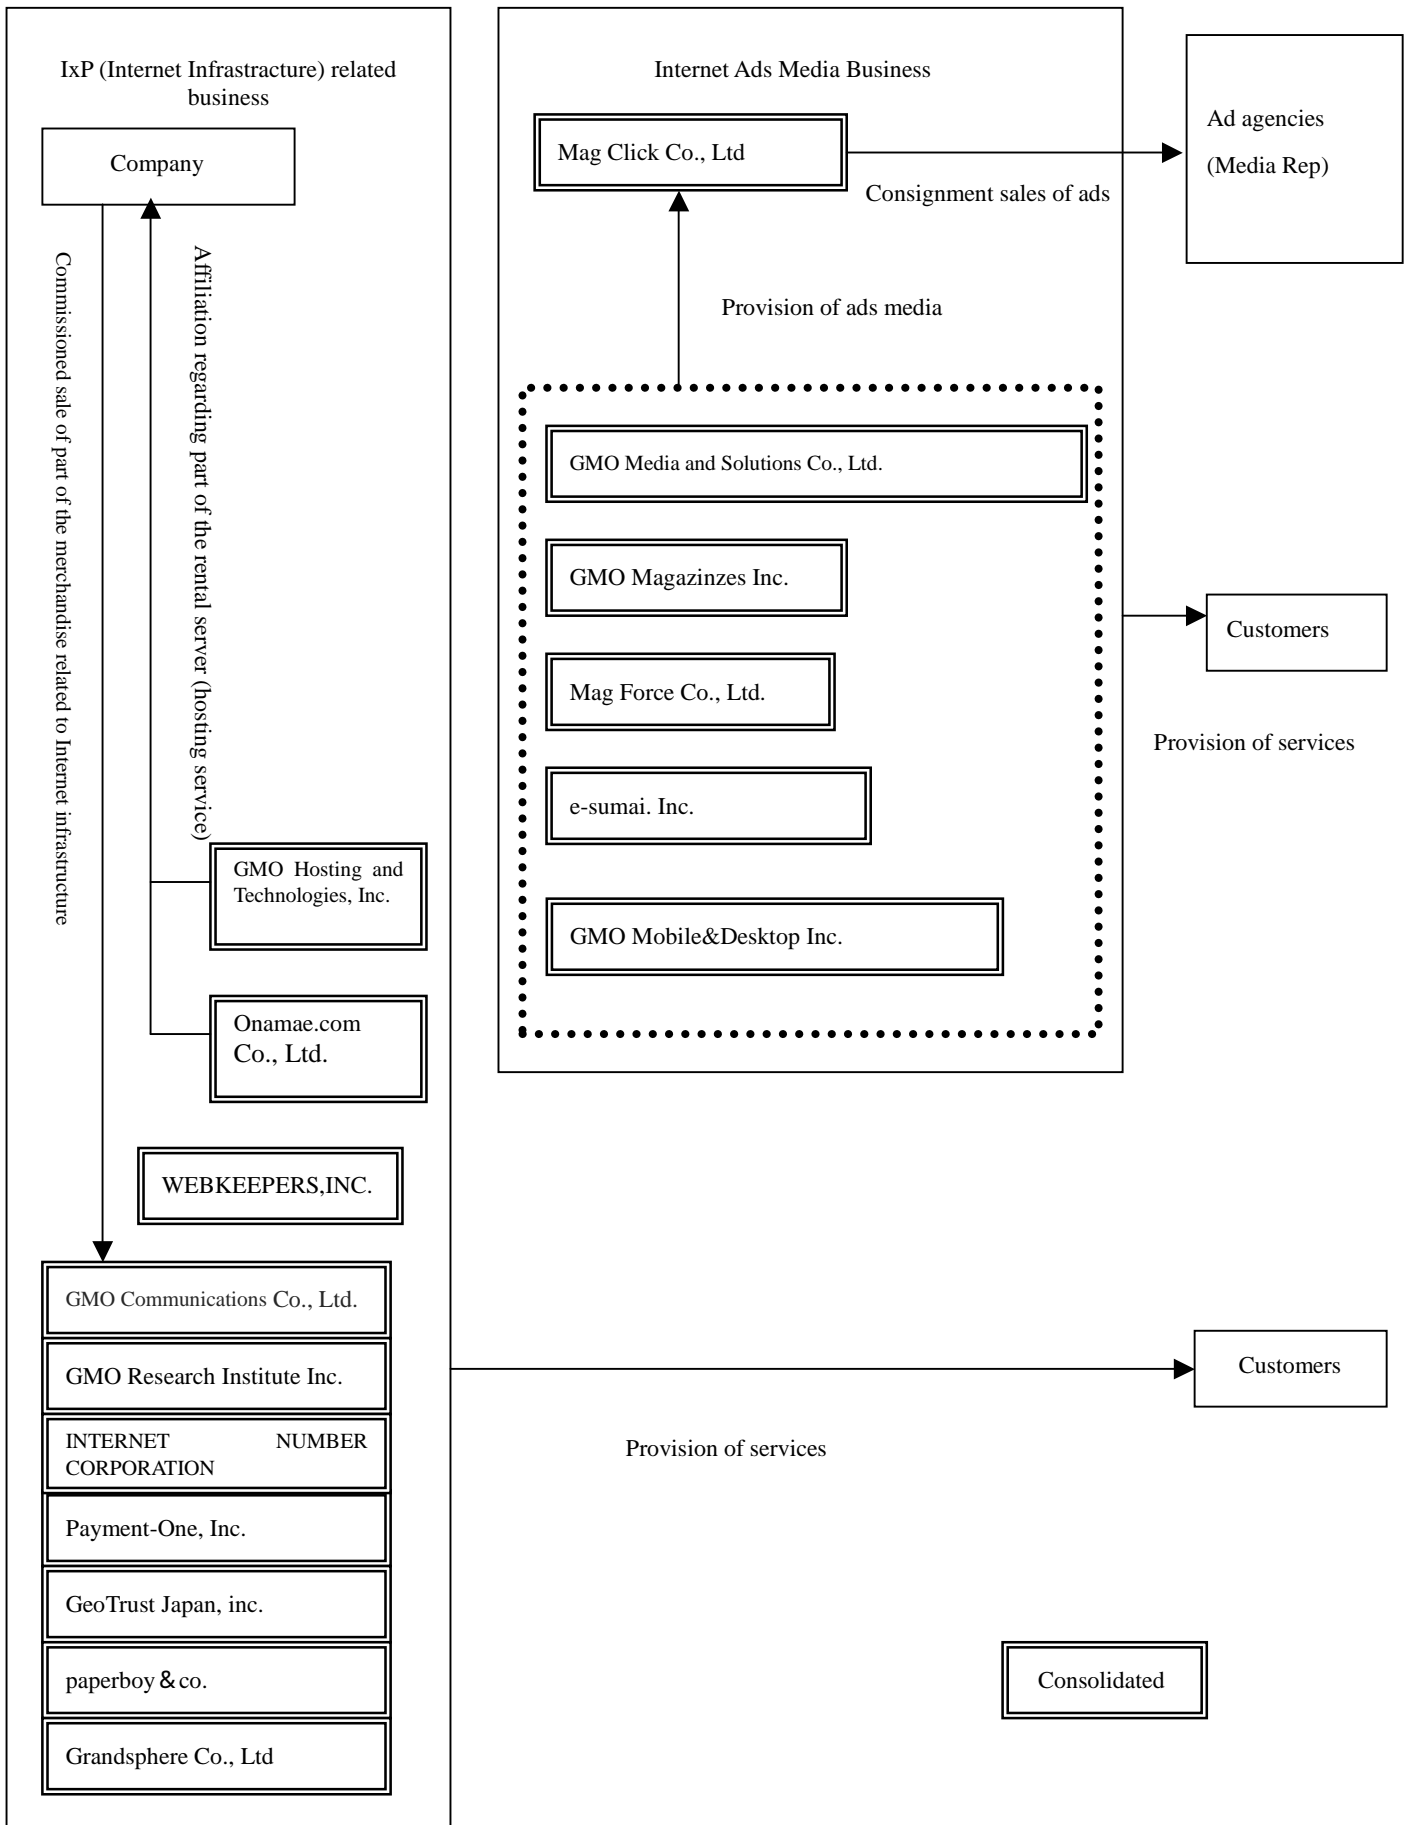 IxP (Internet Infrastracture) related
business
Company
Commissioned sale of part of the merchandise related to Internet infrastructure
Affiliation regarding part of the rental server (hosting service)
GMO Hosting and
Technologies, Inc.
Onamae.com
Co., Ltd.
WEBKEEPERS,INC.
GMO Communications Co., Ltd.
GMO Research Institute Inc.
INTERNET NUMBER
CORPORATION
Payment-One, Inc.
GeoTrust Japan, inc.
paperboy&co.
Grandsphere Co., Ltd
Internet Ads Media Business
Mag Click Co., Ltd
Consignment sales of ads
Ad agencies
(Media Rep)
Provision of ads media
GMO Media and Solutions Co., Ltd.
GMO Magazinzes Inc.
Mag Force Co., Ltd.
e-sumai. Inc.
GMO Mobile&Desktop Inc.
Customers
Provision of services
Customers
Provision of services
Consolidated